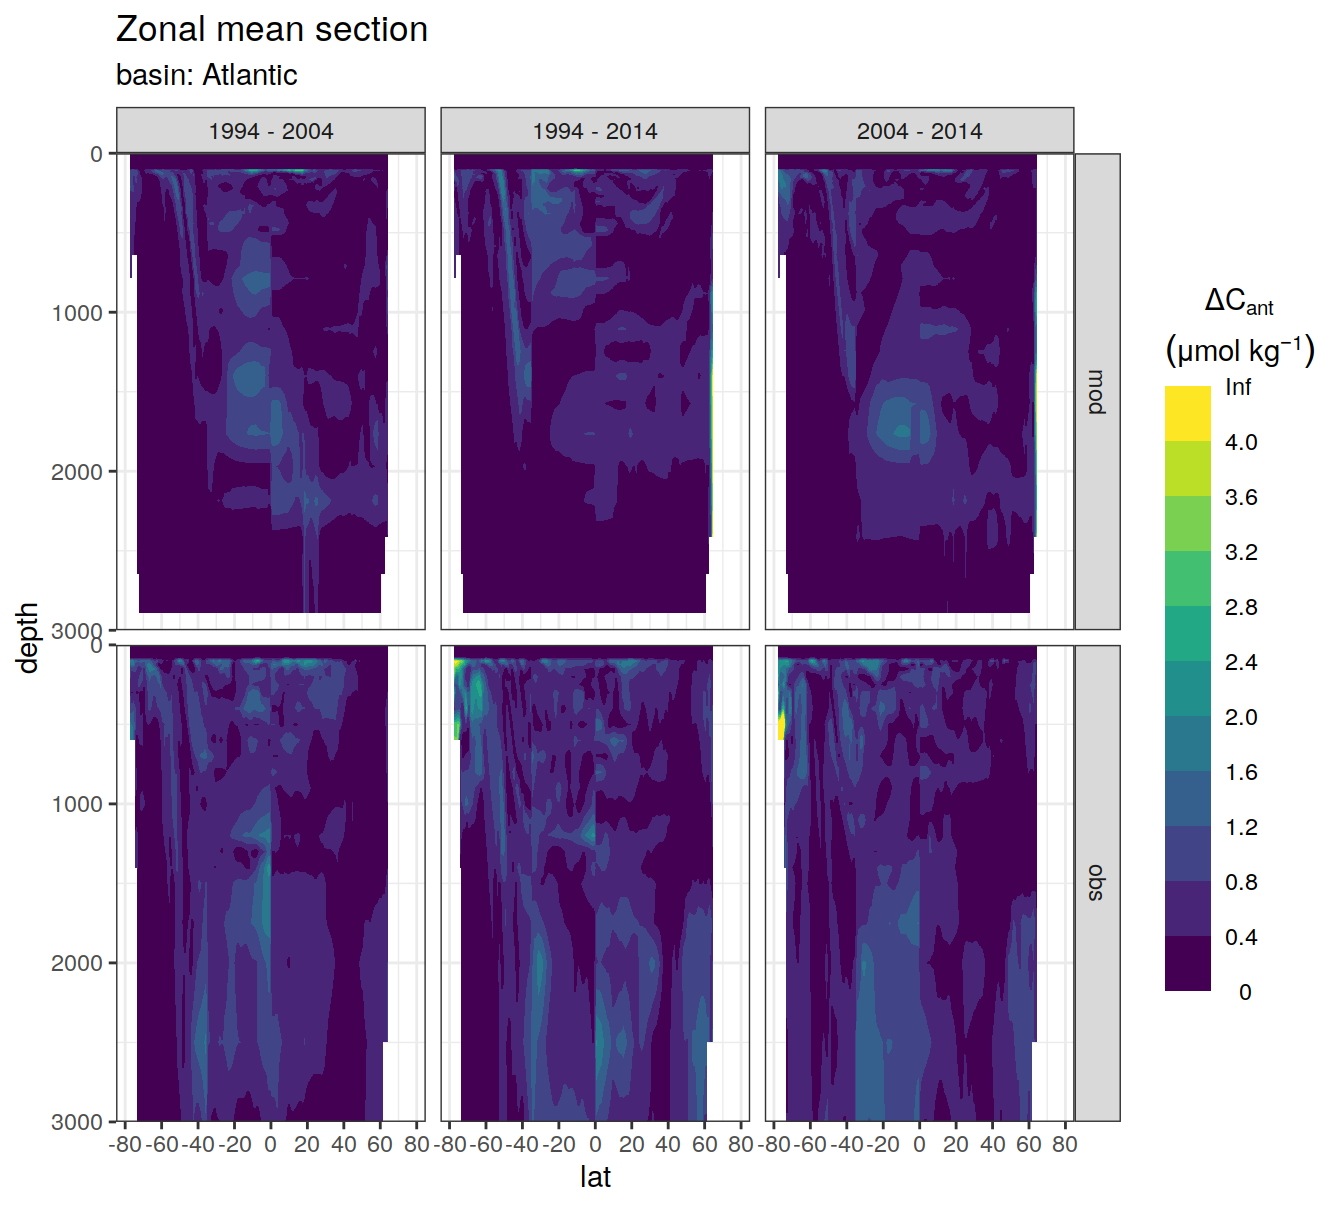 Zonal mean section
basin: Atlantic
1994 - 2004
1994 - 2014
2004 - 2014
0
1000
2000
3000
mod
0
1000
2000
3000
obs
depth
-80 -60 -40 -20 0 20 40 60 80
-80 -60 -40 -20 0 20 40 60 80
-80 -60 -40 -20 0 20 40 60 80
lat
ΔCant
(μmol kg⁻¹)
Inf
4.0
3.6
3.2
2.8
2.4
2.0
1.6
1.2
0.8
0.4
0